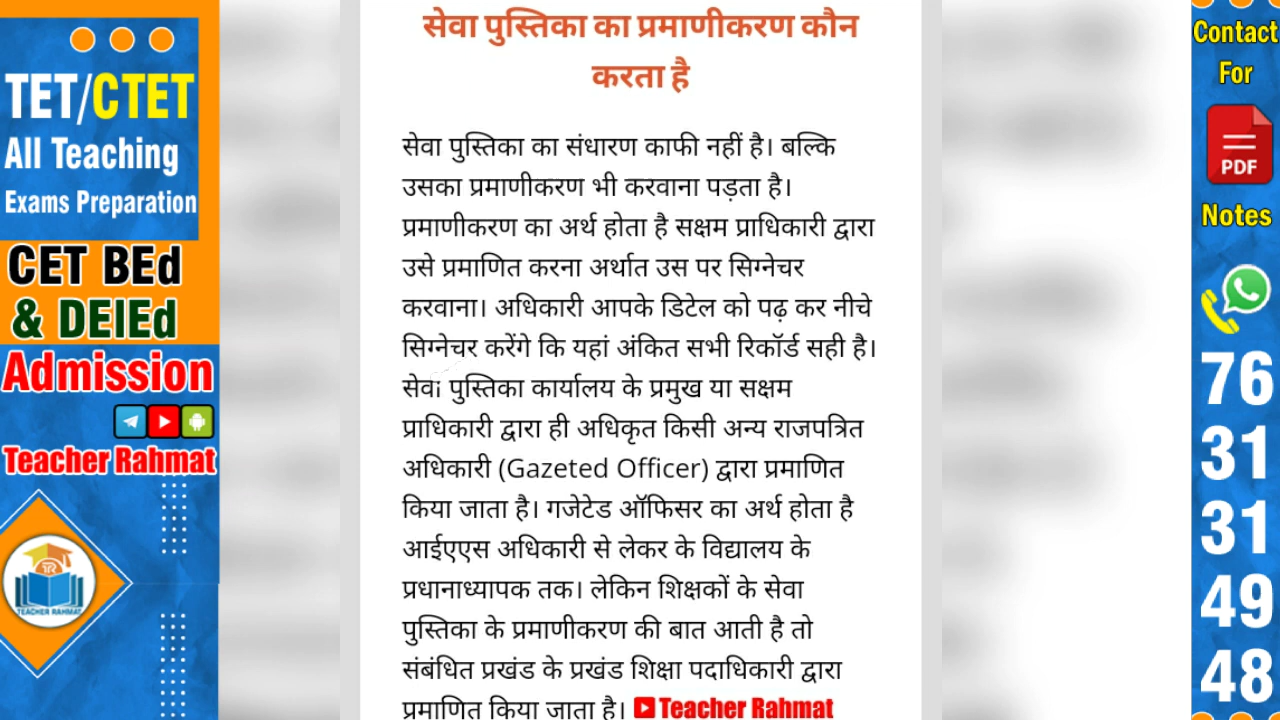 TET/CTET
All Teaching
Exams Preparation
CET BEd
& DElEd
Admission
Teacher Rahmat
TEACHER RAHMAT
सेवा पुस्तिका का प्रमाणीकरण कौन
करता है
सेवा पुस्तिका का संधारण काफी नहीं है। बल्कि
उसका प्रमाणीकरण भी करवाना पड़ता है।
प्रमाणीकरण का अर्थ होता है सक्षम प्राधिकारी द्वारा
उसे प्रमाणित करना अर्थात उस पर सिग्नेचर
करवाना। अधिकारी आपके डिटेल को पढ़ कर नीचे
सिग्नेचर करेंगे कि यहां अंकित सभी रिकॉर्ड सही है।
सेवा पुस्तिका कार्यालय के प्रमुख या सक्षम
प्राधिकारी द्वारा ही अधिकृत किसी अन्य राजपत्रित
अधिकारी (Gazeted Officer) द्वारा प्रमाणित
किया जाता है। गजेटेड ऑफिसर का अर्थ होता है
आईएएस अधिकारी से लेकर के विद्यालय के
प्रधानाध्यापक तक। लेकिन शिक्षकों के सेवा
पुस्तिका के प्रमाणीकरण की बात आती है तो
संबंधित प्रखंड के प्रखंड शिक्षा पदाधिकारी द्वारा
प्रमाणित किया जाता है। Teacher Rahmat
Contact
For
PDF
Notes
76
31
31
49
48